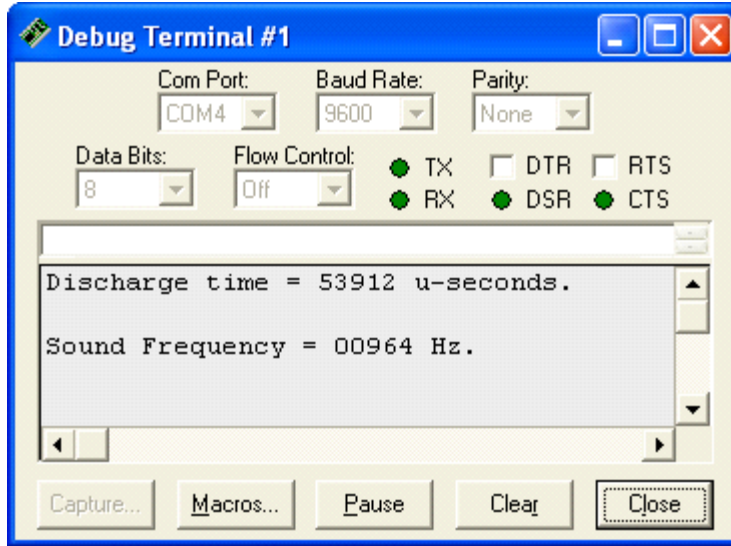 Debug Terminal #1
Com Port: Baud Rate: Parity:
COM4 9600 None
Data Bits: Flow Control: TX DTR RTS
8 Off RX DSR CTS
Discharge time = 53912 u-seconds.
Sound Frequency = 00964 Hz.
Capture... Macros... Pause Clear Close